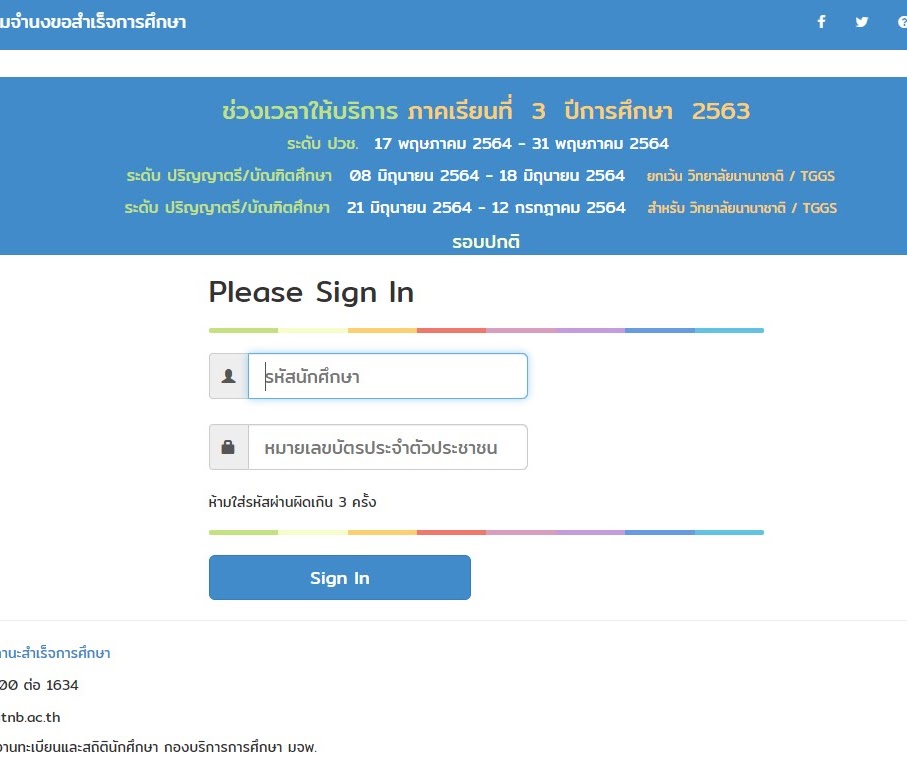 มจำนงขอสำเร็จการศึกษา
ช่วงเวลาให้บริการ ภาคเรียนที่ 3 ปีการศึกษา 2563
ระดับ ปวช. 17 พฤษภาคม 2564 - 31 พฤษภาคม 2564
ระดับ ปริญญาตรี/บัณฑิตศึกษา 08 มิถุนายน 2564 - 18 มิถุนายน 2564 ยกเว้น วิทยาลัยนานาชาติ / TGGS
ระดับ ปริญญาตรี/บัณฑิตศึกษา 21 มิถุนายน 2564 - 12 กรกฎาคม 2564 สำหรับ วิทยาลัยนานาชาติ / TGGS
รอบปกติ
Please Sign In
รหัสนักศึกษา
หมายเลขบัตรประจำตัวประชาชน
ห้ามใส่รหัสผ่านผิดเกิน 3 ครั้ง
Sign In
านะสำเร็จการศึกษา
00 ต่อ 1634
tnb.ac.th
งานทะเบียนและสถิตินักศึกษา กองบริการการศึกษา มจพ.